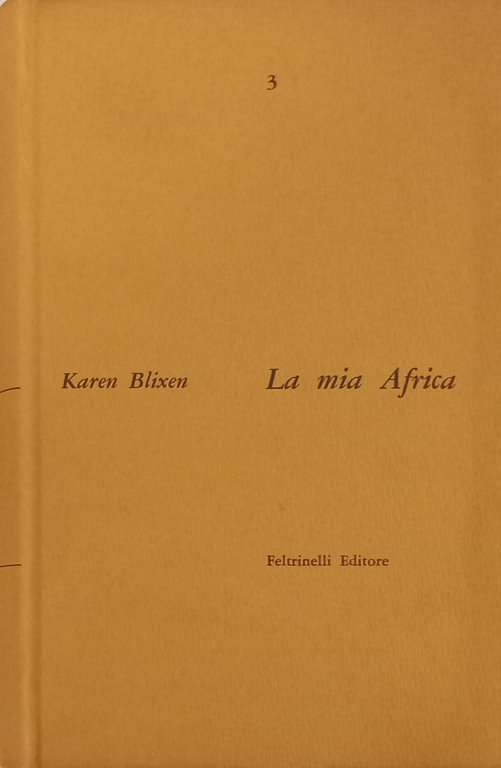 3
Karen Blixen
La mia Africa
Feltrinelli Editore